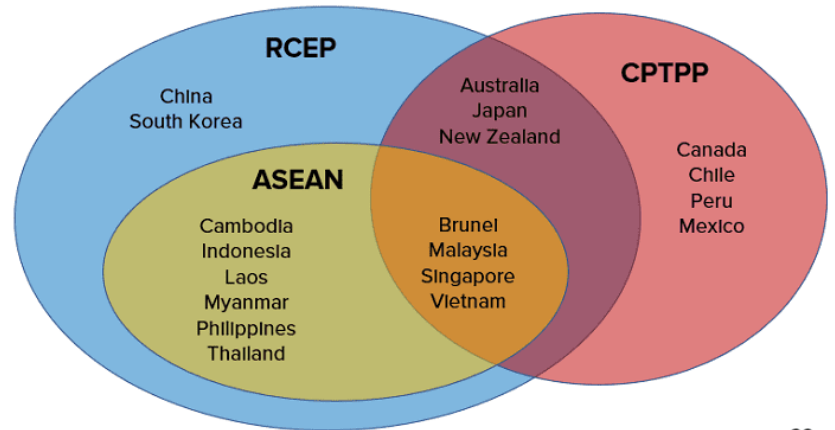 RCEP
China
South Korea
Australia
Japan
New Zealand
CPTPP
Canada
Chile
Peru
Mexico
ASEAN
Cambodia
Indonesia
Laos
Myanmar
Philippines
Thailand
Brunei
Malaysia
Singapore
Vietnam